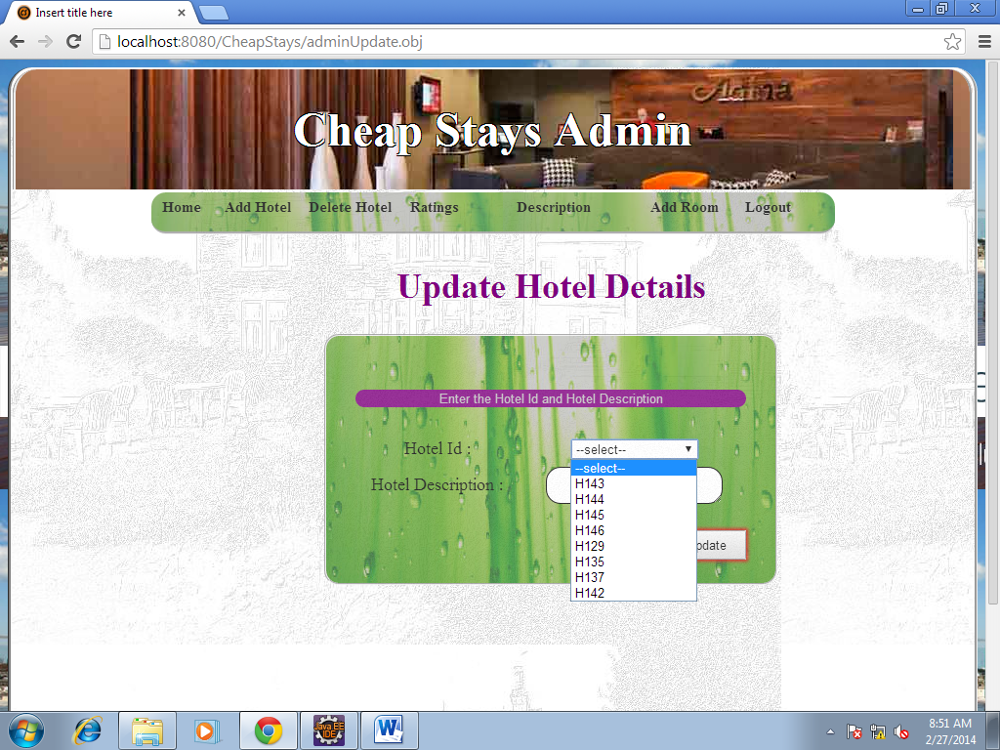 Insert title here
localhost:8080/CheapStays/adminUpdate.obj
Adina
Cheap Stays Admin
Home Add Hotel Delete Hotel Ratings Description Add Room Logout
Update Hotel Details
Enter the Hotel Id and Hotel Description
Hotel Id : --select--
--select--
Hotel Description :
H143
H144
H145
H146
H129
pdate
H135
H137
H142
Java EE
IDE
8:51 AM
2/27/2014